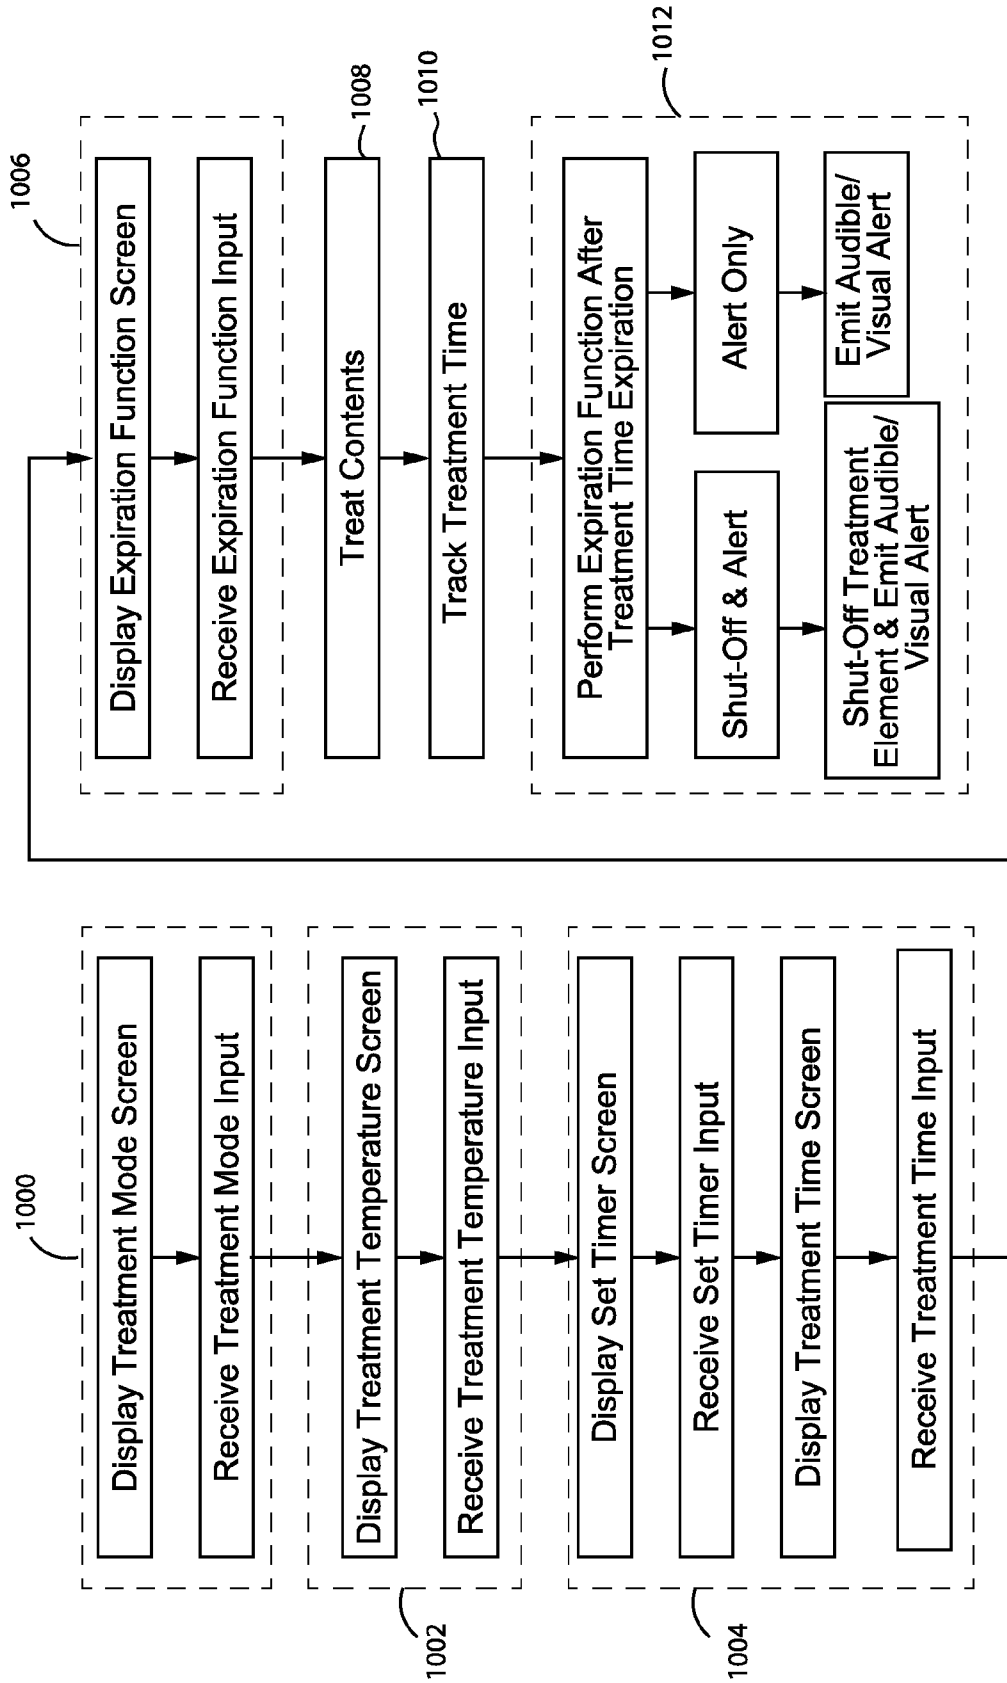 1000
Display Treatment Mode Screen
Receive Treatment Mode Input
Display Treatment Temperature Screen
Receive Treatment Temperature Input
1002
Display Set Timer Screen
Receive Set Timer Input
Display Treatment Time Screen
Receive Treatment Time Input
1004
1006
Display Expiration Function Screen
Receive Expiration Function Input
Treat Contents
1008
Track Treatment Time
1010
1012
Perform Expiration Function After
Treatment Time Expiration
Shut-Off & Alert
Alert Only
Shut-Off Treatment
Element & Emit Audible/
Visual Alert
Emit Audible/
Visual Alert